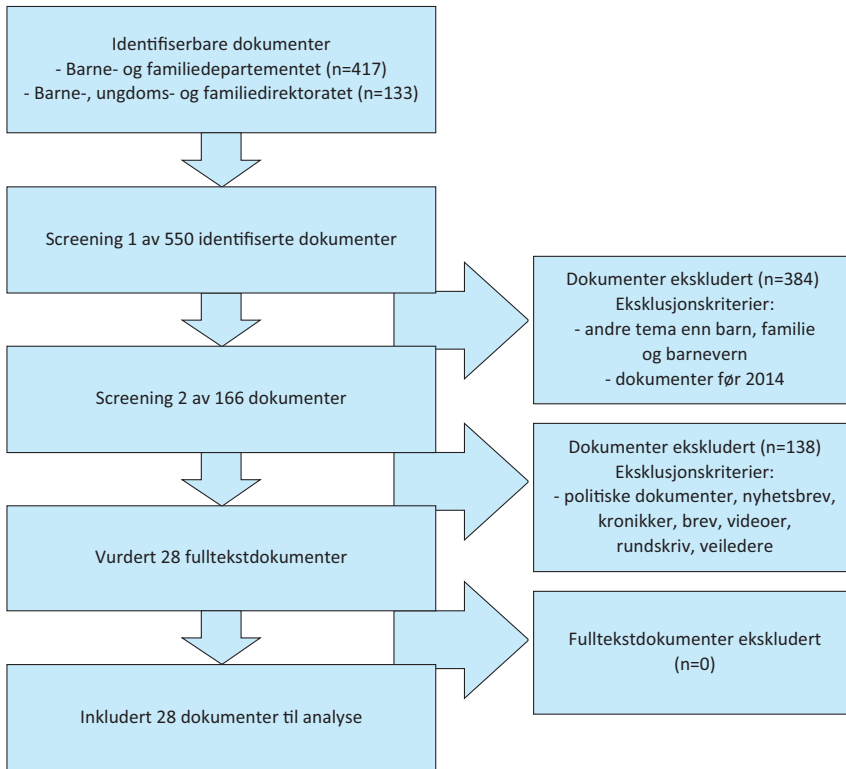 Identifiserbare dokumenter
- Barne- og familiedepartementet (n=417)
- Barne-, ungdoms- og familiedirektoratet (n=133)
Screening 1 av 550 identifiserte dokumenter
Dokumenter ekskludert (n=384)
Eksklusjonskriterier:
- andre tema enn barn, familie
og barnevern
- dokumenter før 2014
Screening 2 av 166 dokumenter
Dokumenter ekskludert (n=138)
Eksklusjonskriterier:
- politiske dokumenter, nyhetsbrev,
kronikker, brev, videoer,
rundskriv, veiledere
Vurdert 28 fulltekstdokumenter
Fulltekstdokumenter ekskludert
(n=0)
Inkludert 28 dokumenter til analyse